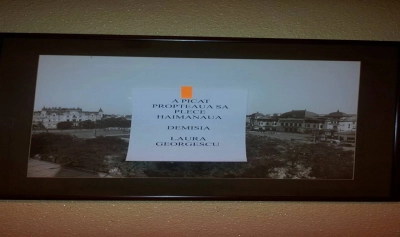 A PICAT
PROPTEAUA SA
PLECE
HAIMANAUA
DEMISIA
LAURA
GEORGESCU